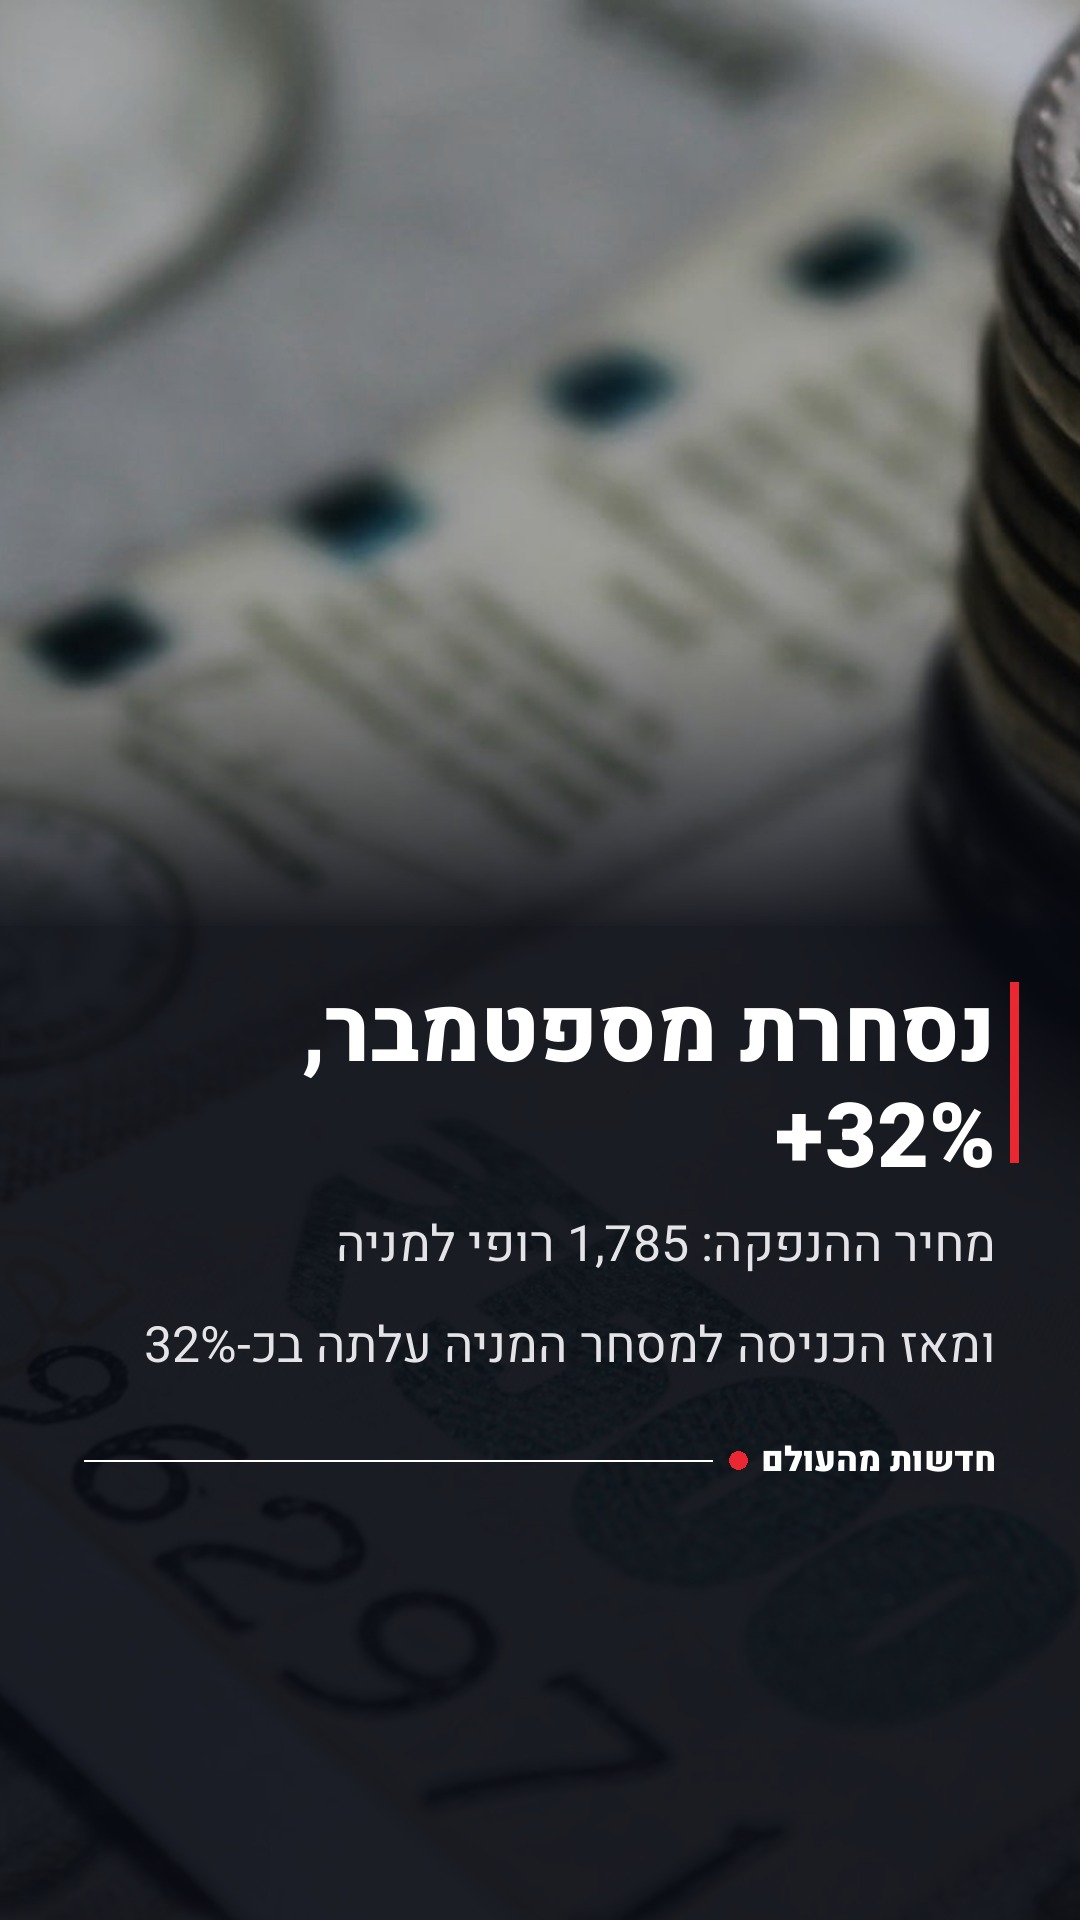 נסחרת מספטמבר,
+32%
מחיר ההנפקה: 1,785 רופי למניה
ומאז הכניסה למסחר המניה עלתה בכ-32%
חדשות מהעולם